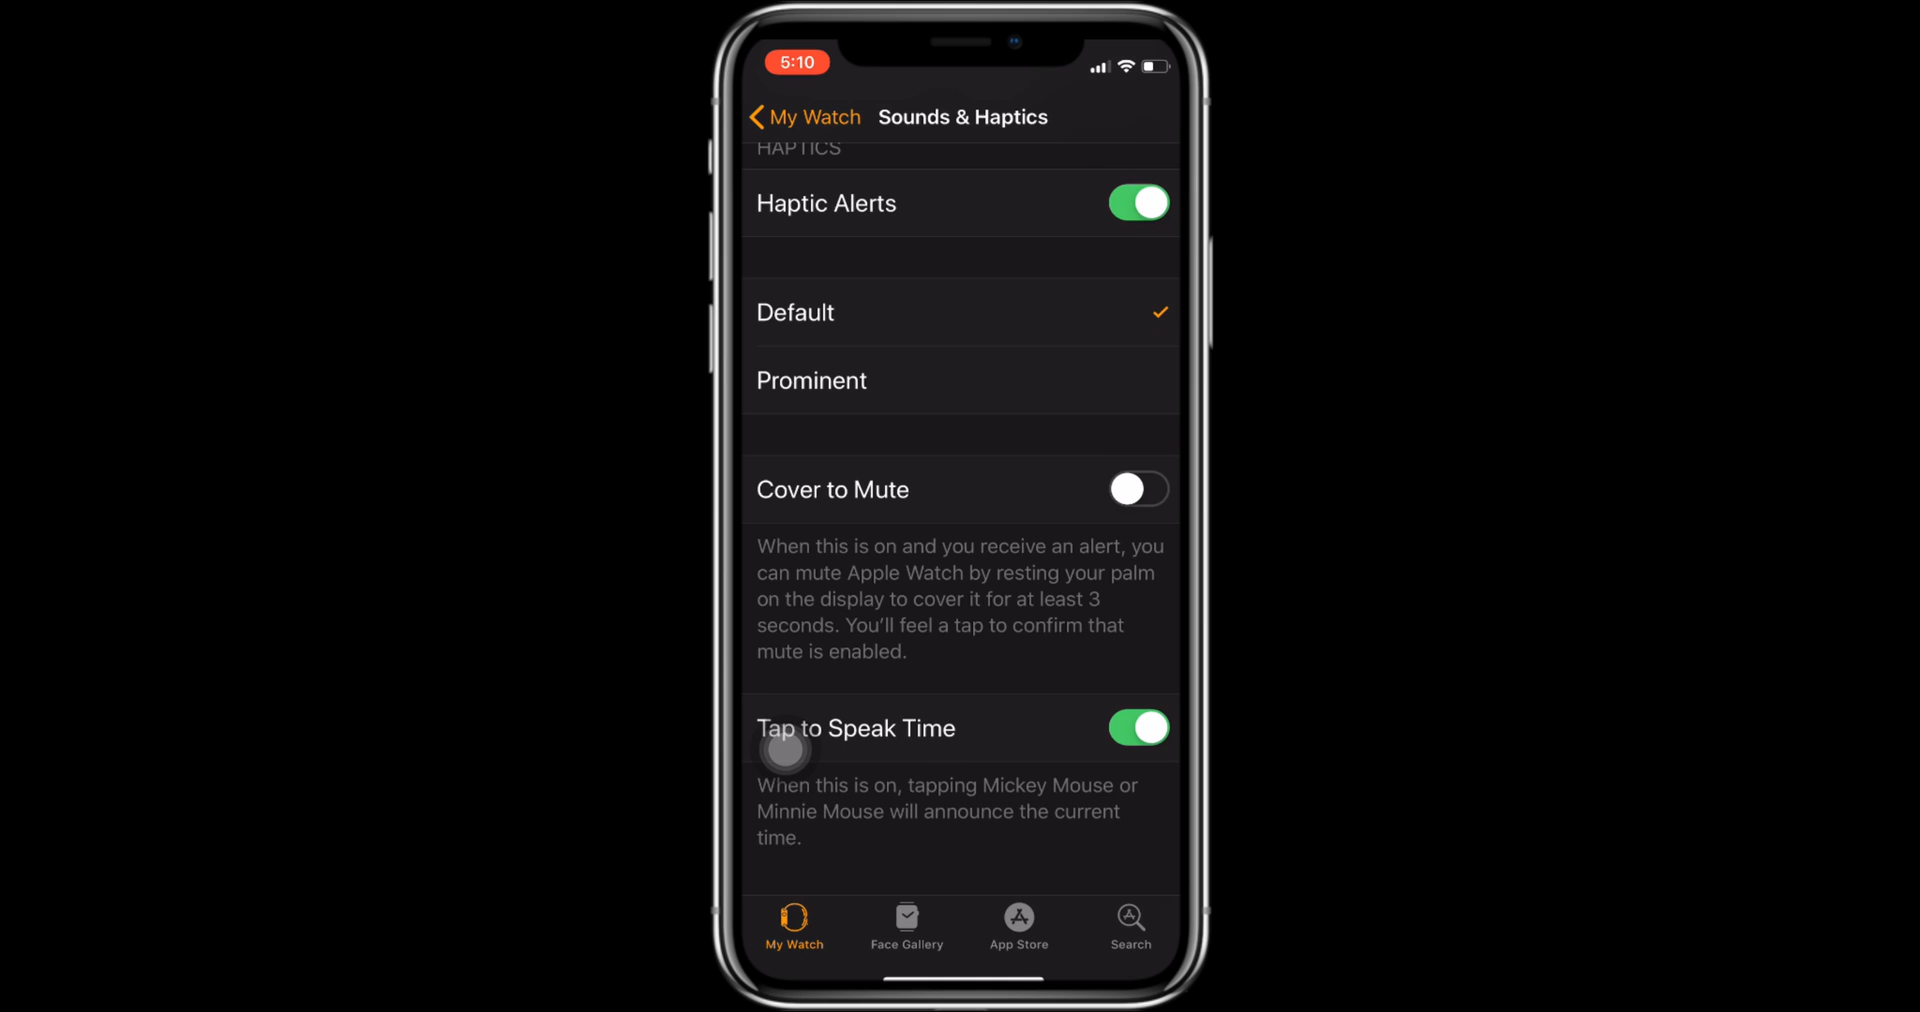 5:10
My Watch Sounds & Haptics
HAPTICS
Haptic Alerts
Default
Prominent
Cover to Mute
When this is on and you receive an alert, you
can mute Apple Watch by resting your palm
on the display to cover it for at least 3
seconds. You’ll feel a tap to confirm that
mute is enabled.
Tap to Speak Time
When this is on, tapping Mickey Mouse or
Minnie Mouse will announce the current
time.
My Watch Face Gallery App Store Search